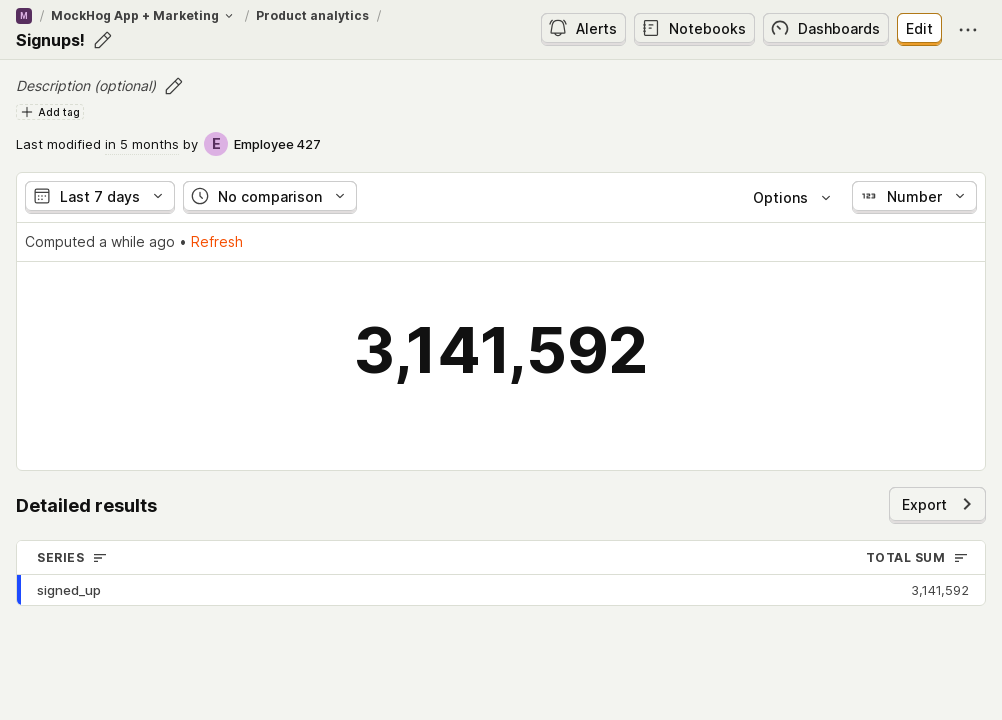 M / MockHog App + Marketing / Product analytics /
Signups!
Alerts Notebooks Dashboards Edit
Description (optional)
Add tag
Last modified in 5 months by E Employee 427
Last 7 days No comparison Options 123 Number
Computed a while ago • Refresh
3,141,592
Detailed results
Export
SERIES TOTAL SUM
signed_up 3,141,592